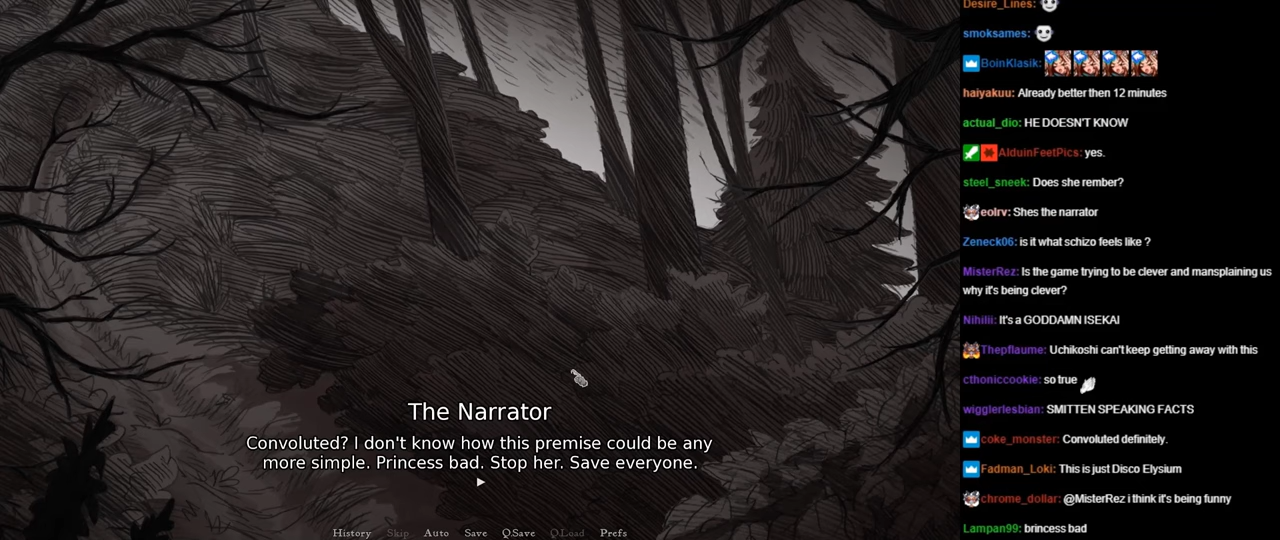 The Narrator
Convoluted? I don't know how this premise could be any
more simple. Princess bad. Stop her. Save everyone.
History Skip Auto Save Q.Save Q.Load Prefs
Desire_Lines:
smoksames:
BoinKlasik:
haiyakuu: Already better then 12 minutes
actual_dio: HE DOESN'T KNOW
AlduinFeetPics: yes.
steel_sneek: Does she rember?
eolrv: Shes the narrator
Zeneck06: is it what schizo feels like ?
MisterRez: Is the game trying to be clever and mansplaining us
why it's being clever?
Nihilii: It's a GODDAMN ISEKAI
Thepflaume: Uchikoshi can't keep getting away with this
cthoniccookie: so true
wigglerlesbian: SMITTEN SPEAKING FACTS
coke_monster: Convoluted definitely.
Fadman_Loki: This is just Disco Elysium
chrome_dollar: @MisterRez i think it's being funny
Lampan99: brincess bad